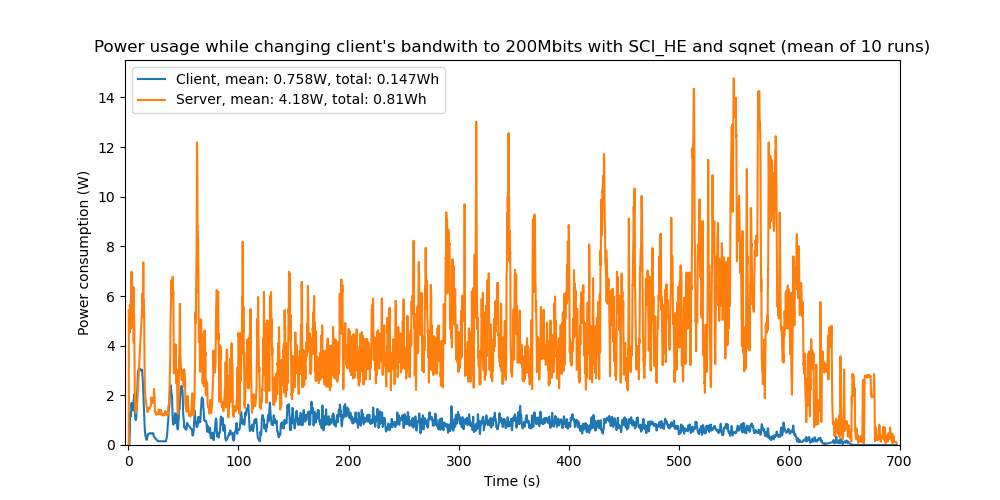 Power usage while changing client's bandwith to 200Mbits with SCI_HE and sqnet (mean of 10 runs)
Client, mean: 0.758W, total: 0.147Wh
Server, mean: 4.18W, total: 0.81Wh
Power consumption (W)
14
12
10
8
6
4
2
0
0 100 200 300 400 500 600 700
Time (s)